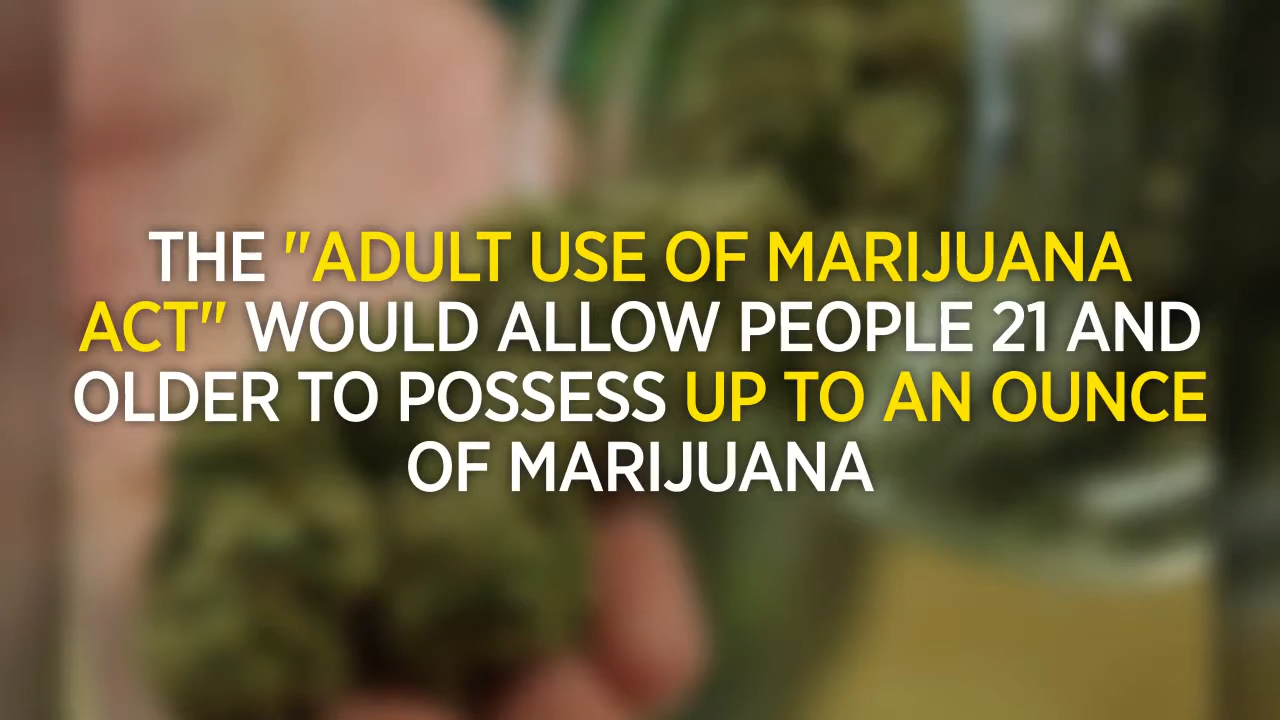 THE "ADULT USE OF MARIJUANA
ACT" WOULD ALLOW PEOPLE 21 AND
OLDER TO POSSESS UP TO AN OUNCE
OF MARIJUANA